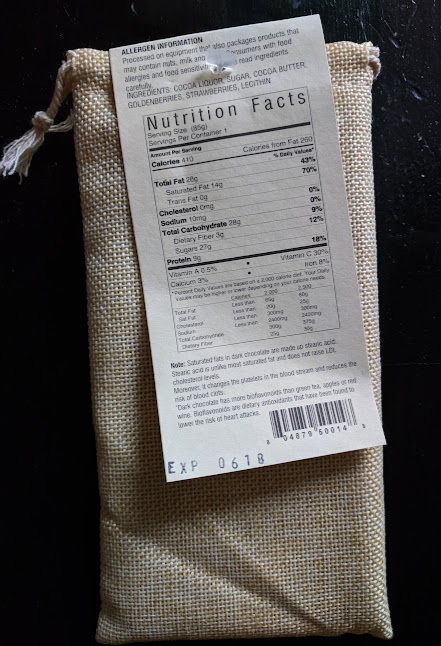 ALLERGEN INFORMATION
Processed on equipment that also packages products that
may contain nuts, milk and consumers with food
allergies and food sensitivities read ingredients
carefully.
INGREDIENTS: COCOA LIQUOR, SUGAR, COCOA BUTTER,
GOLDENBERRIES, STRAWBERRIES, LECITHIN
Nutrition Facts
Serving Size (85g)
Servings Per Container 1
Amount Per Serving
Calories 410 Calories from Fat 260
% Daily Values*
Total Fat 28g 43%
Saturated Fat 14g 70%
Trans Fat 0g
Cholesterol 0mg 0%
Sodium 10mg 0%
Total Carbohydrate 28g 9%
Dietary Fiber 3g 12%
Sugars 27g
Protein 9g 18%
Vitamin A 0.5% • Vitamin C 30%
Calcium 3% • Iron 8%
*Percent Daily Values are based on a 2,000 calorie diet. Your Daily
Values may be higher or lower depending on your calorie needs.
Calories 2,000 2,500
Total Fat Less than 65g 80g
Sat Fat Less than 20g 25g
Cholesterol Less than 300mg 300mg
Sodium Less than 2400mg 2400mg
Total Carbohydrate 300g 375g
Dietary Fiber 25g 30g
Note: Saturated fats in dark chocolate are made up stearic acid.
Stearic acid is unlike most saturated fat and does not raise LDL
cholesterol levels.
Moreover, it changes the platelets in the blood stream and reduces the
risk of blood clots.
*Dark chocolate has more bioflavonoids than green tea, apples or red
wine. Bioflavonoids are dietary antioxidants that have been found to
lower the risk of heart attacks.
8 04879 60014 9
EXP 0618